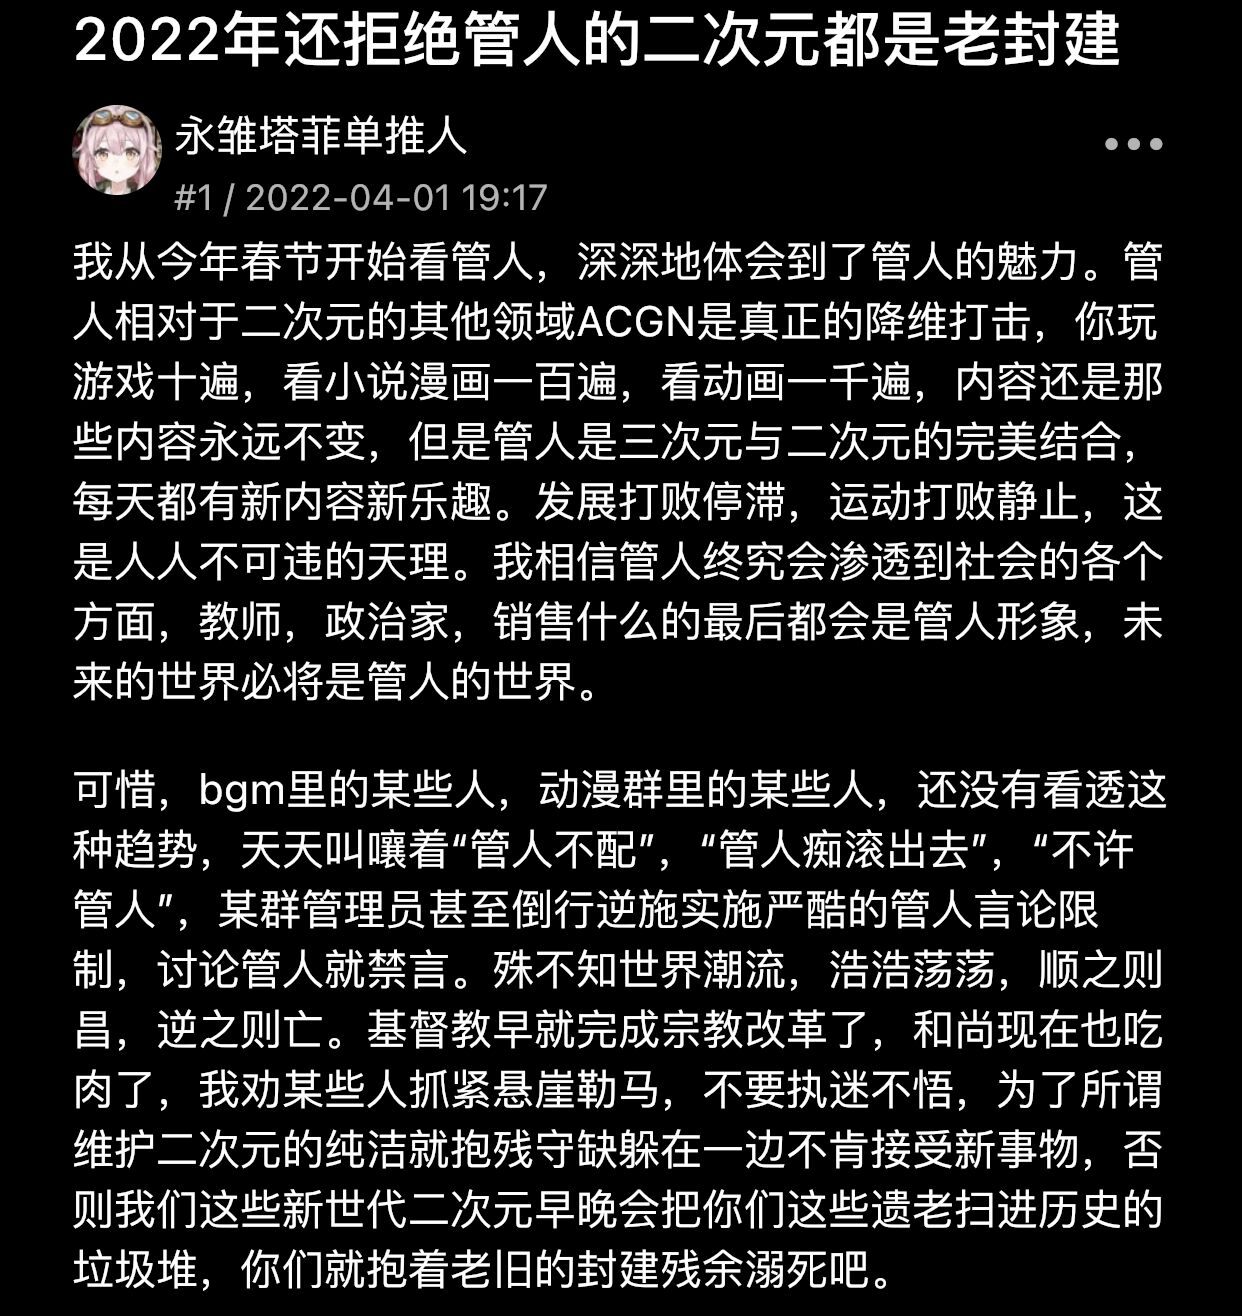 2022年还拒绝管人的二次元都是老封建
永雏塔菲单推人
#1 / 2022-04-01 19:17
我从今年春节开始看管人，深深地体会到了管人的魅力。管
人相对于二次元的其他领域ACGN是真正的降维打击，你玩
游戏十遍，看小说漫画一百遍，看动画一千遍，内容还是那
些内容永远不变，但是管人是三次元与二次元的完美结合，
每天都有新内容新乐趣。发展打败停滞，运动打败静止，这
是人人不可违的天理。我相信管人终究会渗透到社会的各个
方面，教师，政治家，销售什么的最后都会是管人形象，未
来的世界必将是管人的世界。
可惜，bgm里的某些人，动漫群里的某些人，还没有看透这
种趋势，天天叫嚷着“管人不配”，“管人痴滚出去”，“不许
管人”，某群管理员甚至倒行逆施实施严酷的管人言论限
制，讨论管人就禁言。殊不知世界潮流，浩浩荡荡，顺之则
昌，逆之则亡。基督教早就完成宗教改革了，和尚现在也吃
肉了，我劝某些人抓紧悬崖勒马，不要执迷不悟，为了所谓
维护二次元的纯洁就抱残守缺躲在一边不肯接受新事物，否
则我们这些新世代二次元早晚会把你们这些遗老扫进历史的
垃圾堆，你们就抱着老旧的封建残余溺死吧。